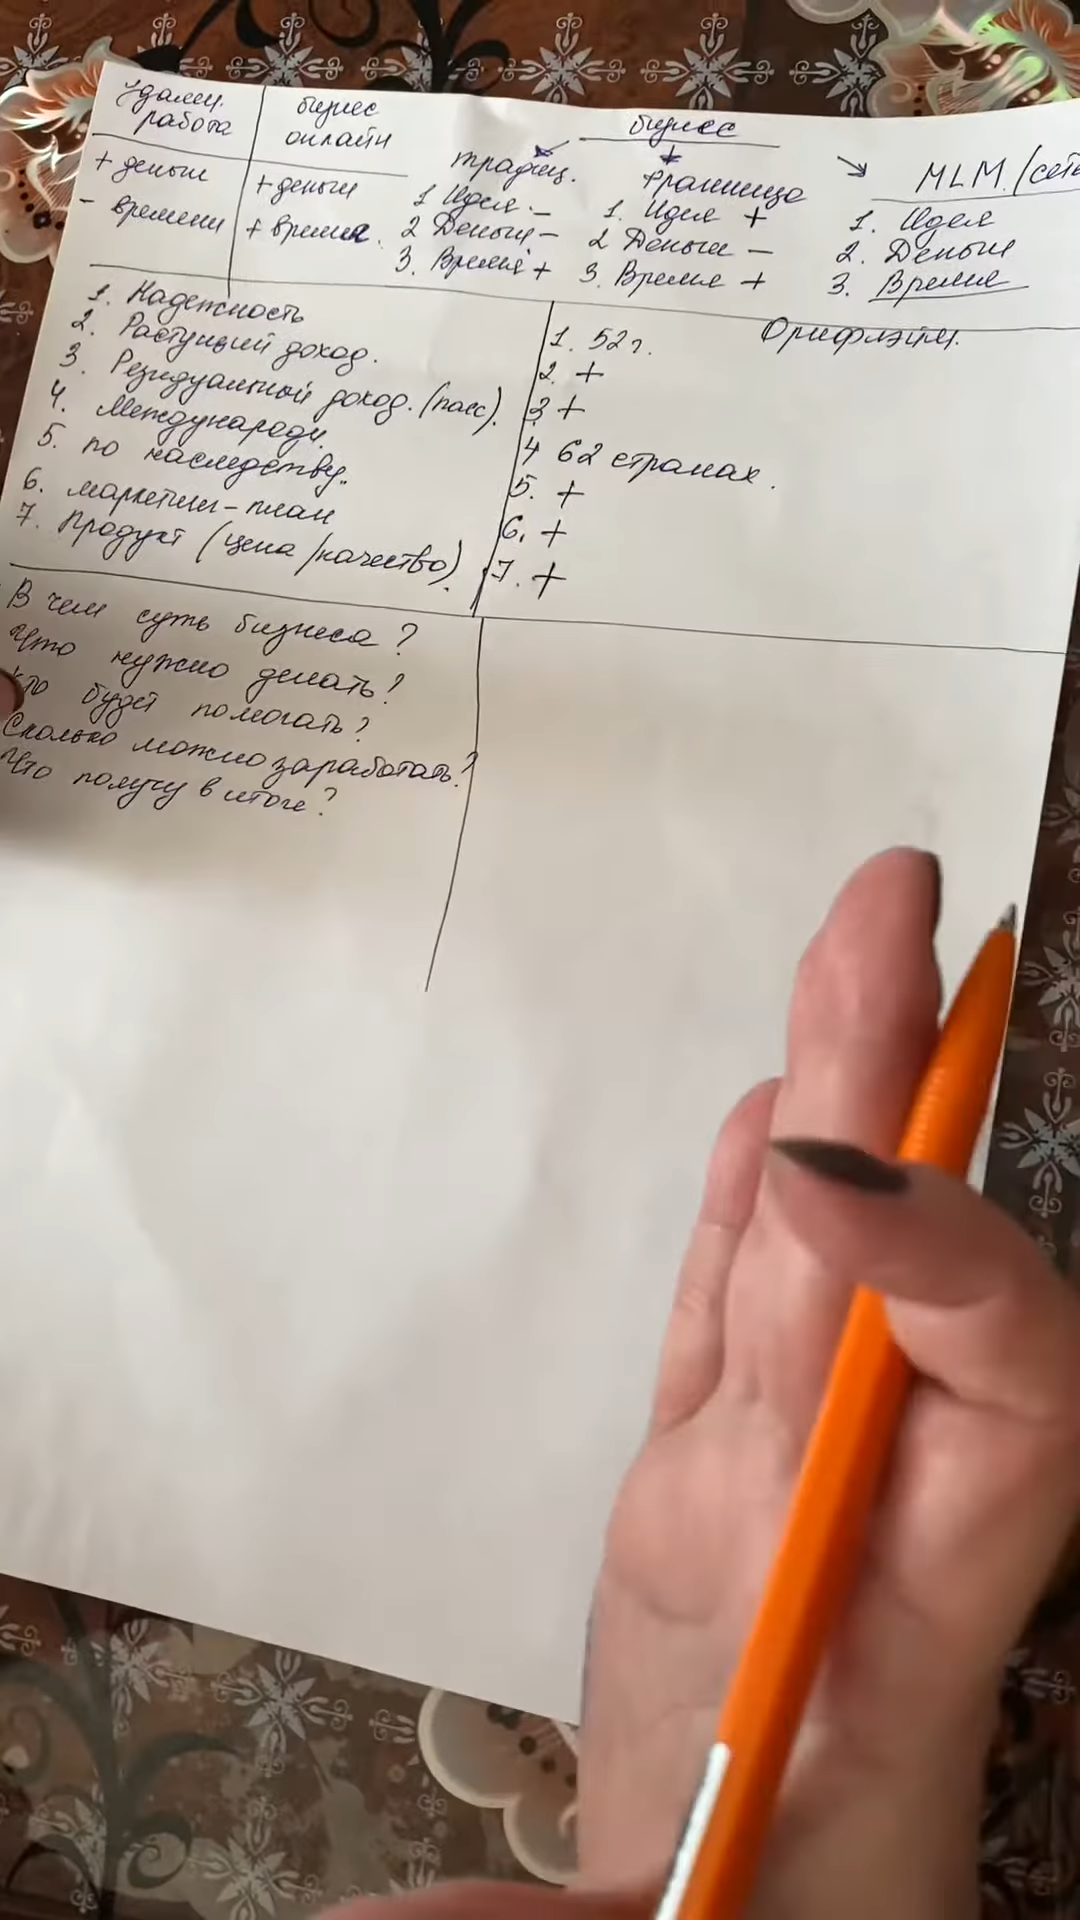 Удален. работа
+ деньги
- времени
бизнес онлайн
+ деньги
+ время.
бизнес
традиц.
1 Идея -
2 Деньги -
3. Время +
Франшиза
1. Идея +
2 Деньги -
3. Время +
MLM./сете
1. Идея
2. Деньги
3. Время
1. Надежность
2. Растущий доход.
3. Резидуальный доход. (пасс).
4. Международн.
5. по наследству..
6. маркетинг-план
7. Продукт (цена/качество).
Орифлэйм.
1. 52 г.
2. +
3 +
4 62 странах.
5. +
6. +
7. +
В чем суть бизнеса?
Что нужно делать?
Кто будет помогать?
Сколько можно заработать?
Что получу в итоге?